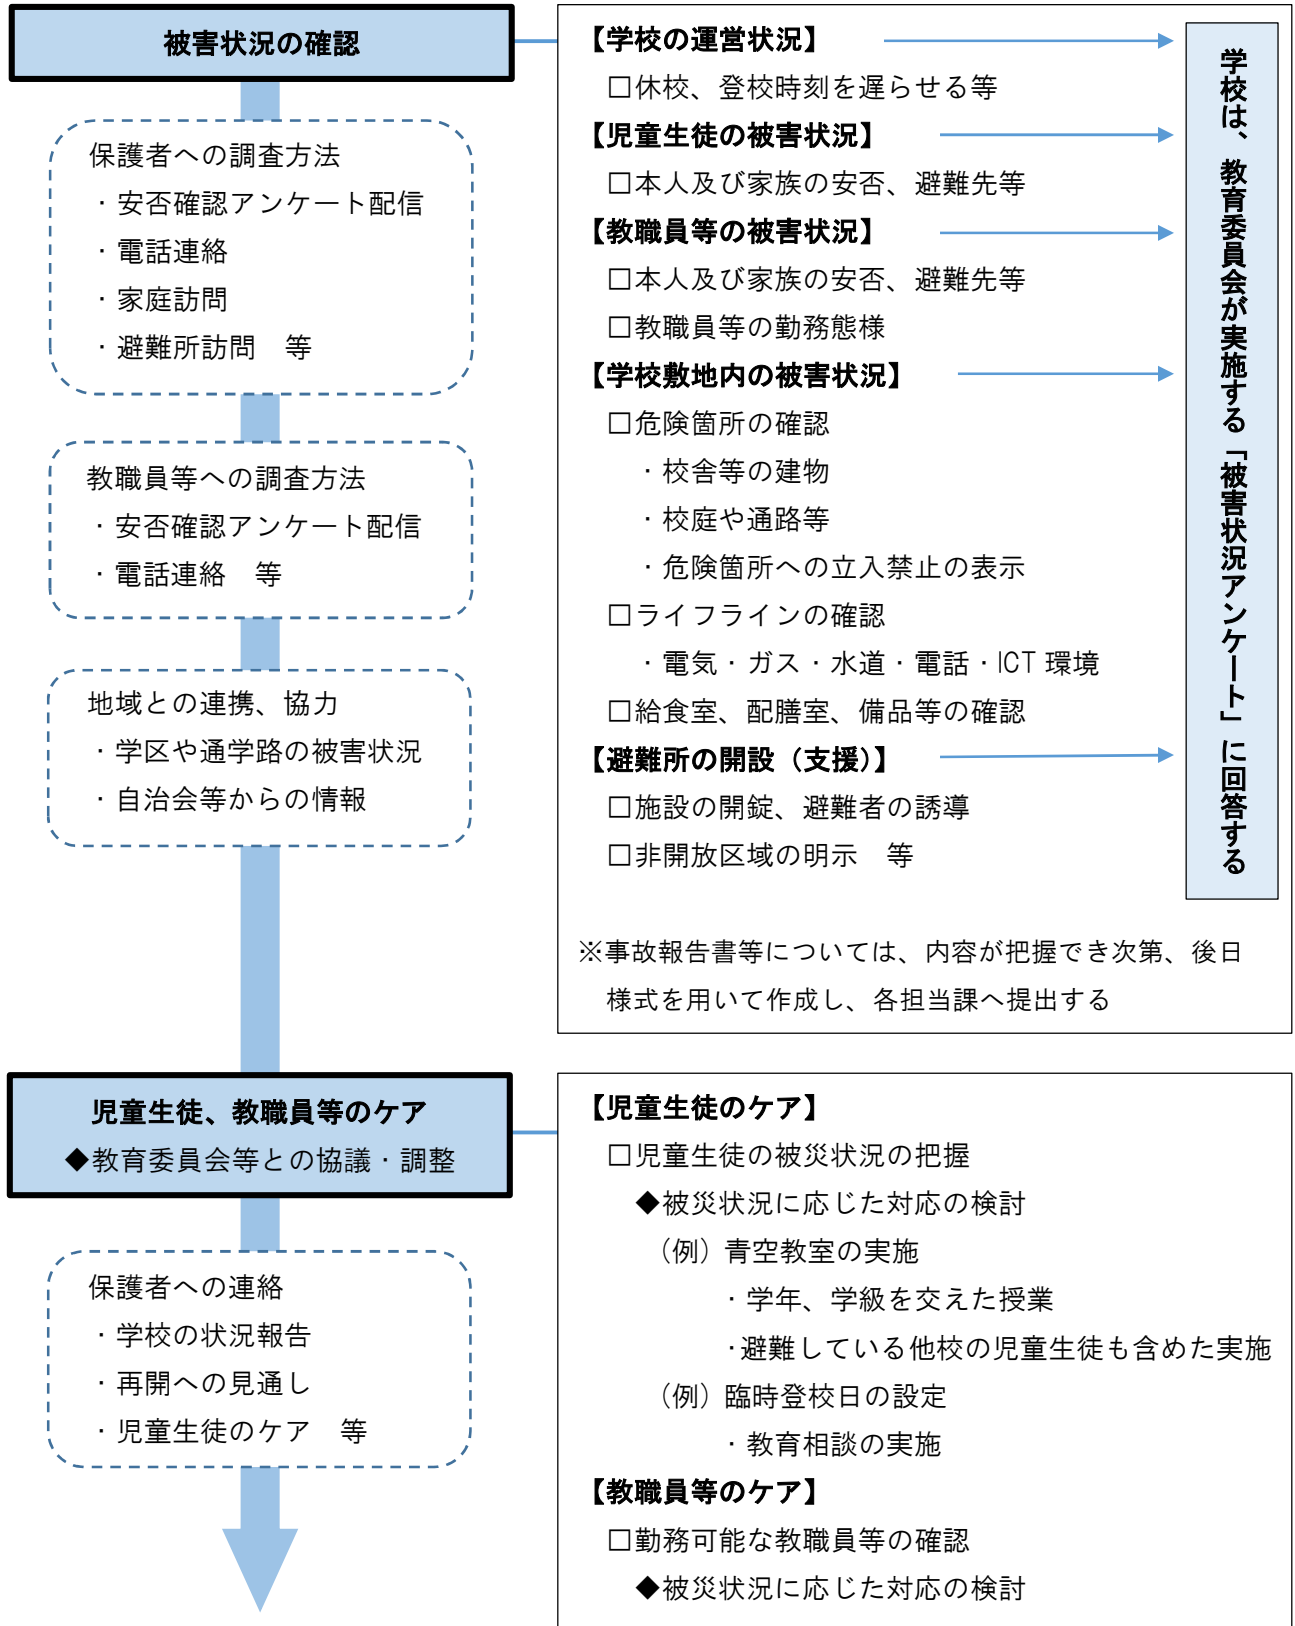 被害状況の確認
保護者への調査方法
・安否確認アンケート配信
・電話連絡
・家庭訪問
・避難所訪問　等
教職員等への調査方法
・安否確認アンケート配信
・電話連絡　等
地域との連携、協力
・学区や通学路の被害状況
・自治会等からの情報
【学校の運営状況】
□休校、登校時刻を遅らせる等
【児童生徒の被害状況】
□本人及び家族の安否、避難先等
【教職員等の被害状況】
□本人及び家族の安否、避難先等
□教職員等の勤務態様
【学校敷地内の被害状況】
□危険箇所の確認
・校舎等の建物
・校庭や通路等
・危険箇所への立入禁止の表示
□ライフラインの確認
・電気・ガス・水道・電話・ICT 環境
□給食室、配膳室、備品等の確認
【避難所の開設（支援）】
□施設の開錠、避難者の誘導
□非開放区域の明示　等
学校は、教育委員会が実施する「被害状況アンケート」に回答する
※事故報告書等については、内容が把握でき次第、後日
様式を用いて作成し、各担当課へ提出する
児童生徒、教職員等のケア
◆教育委員会等との協議・調整
保護者への連絡
・学校の状況報告
・再開への見通し
・児童生徒のケア　等
【児童生徒のケア】
□児童生徒の被災状況の把握
◆被災状況に応じた対応の検討
（例）青空教室の実施
・学年、学級を交えた授業
・避難している他校の児童生徒も含めた実施
（例）臨時登校日の設定
・教育相談の実施
【教職員等のケア】
□勤務可能な教職員等の確認
◆被災状況に応じた対応の検討